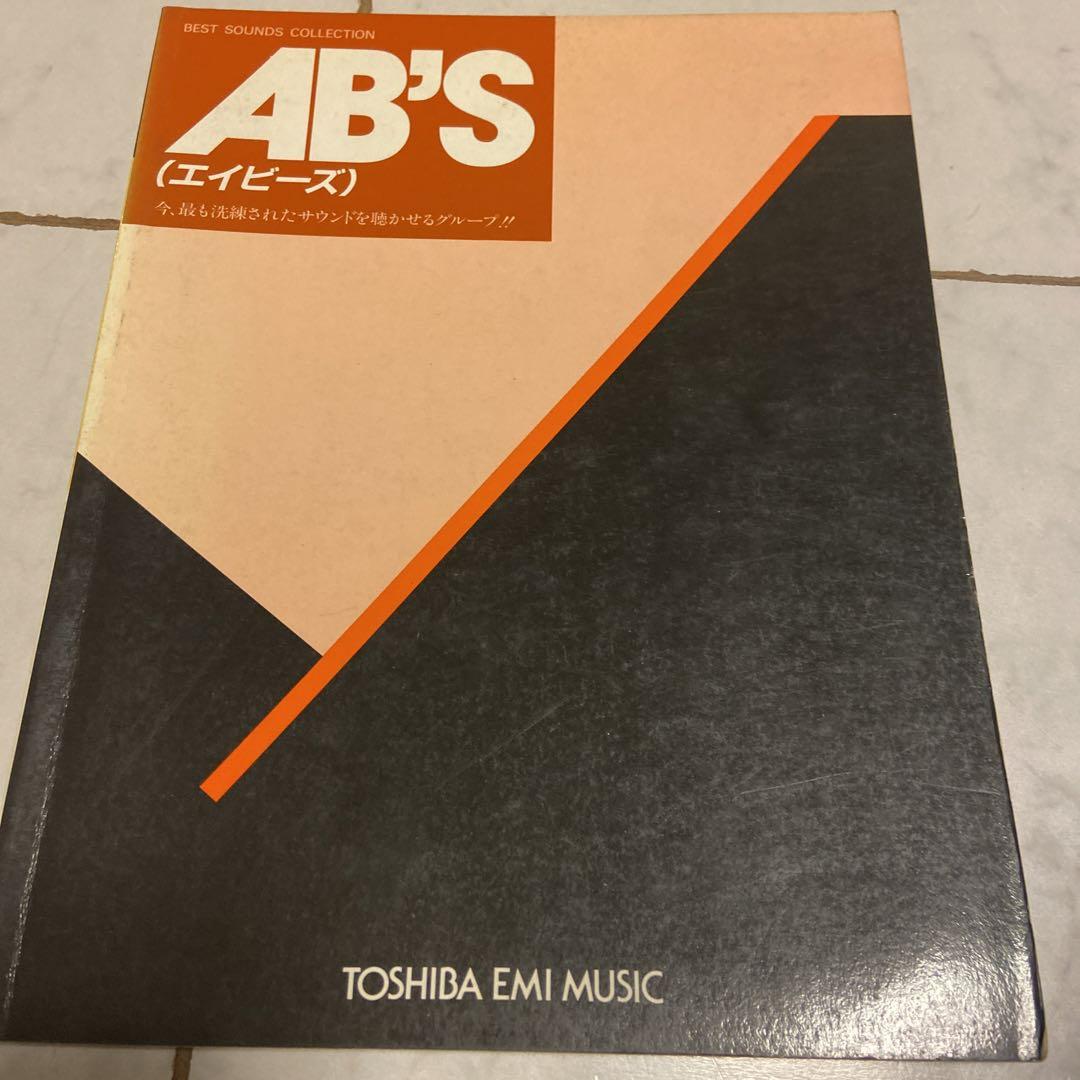 BEST SOUNDS COLLECTION
AB'S
(エイビーズ)
今、最も洗練されたサウンドを聴かせるグループ!!
TOSHIBA EMI MUSIC